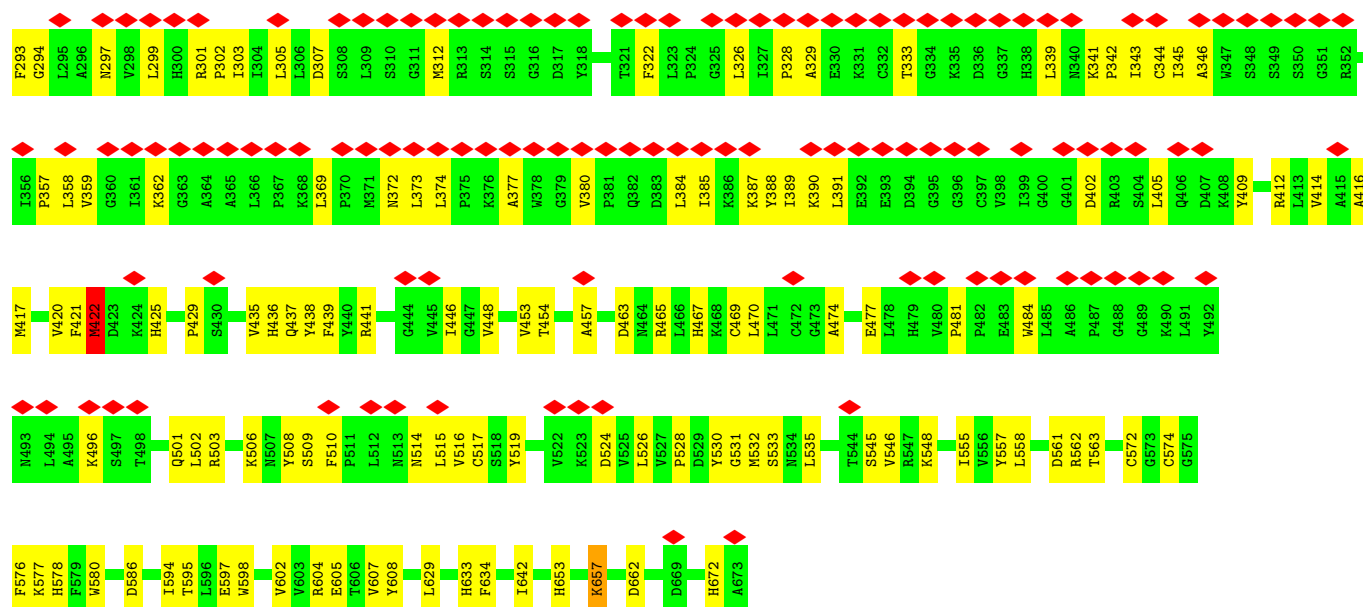 F293 G294 L295 A296 N297 V298 L299 H300 R301 P302 I303 I304 L305 L306 D307 S308 L309 S310 G311 M312 R313 S314 S315 G316 D317 Y318 T321 F322 L323 P324 G325 L326 I327 P328 A329 E330 K331 C332 T333 G334 K335 D336 G337 H338 L339 N340 K341 P342 I343 C344 I345 A346 W347 S348 S349 S350 G351 R352
I356 P357 L358 V359 G360 I361 K362 G363 A364 A365 L366 P367 K368 L369 P370 M371 N372 L373 L374 P375 K376 A377 W378 G379 V380 P381 Q382 D383 L384 I385 K386 K387 Y388 I389 K390 L391 E392 E393 D394 G395 G396 C397 V398 I399 G400 G401 D402 R403 S404 L405 Q406 D407 K408 Y409 R412 L413 V414 A415 A416
M417 V420 F421 M422 D423 K424 H425 P429 S430 V435 H436 Q437 Y438 F439 Y440 R441 G444 V445 I446 G447 V448 V453 T454 A457 D463 N464 R465 L466 H467 K468 C469 L470 L471 C472 G473 A474 E477 L478 H479 V480 P481 P482 E483 W484 L485 A486 P487 G488 G489 K490 L491 Y492
N493 L494 A495 K496 S497 T498 Q501 L502 R503 K506 N507 Y508 S509 F510 P511 L512 N513 N514 L515 V516 C517 S518 Y519 V522 K523 D524 V525 L526 V527 P528 D529 Y530 G531 M532 S533 N534 L535 T544 S545 V546 R547 K548 I555 V556 Y557 L558 D561 R562 T563 C572 G573 C574 G575
F576 K577 H578 F579 W580 D586 I594 T595 L596 E597 W598 V602 V603 R604 E605 T606 V607 Y608 L629 H633 F634 I642 H653 K657 D662 D669 H672 A673